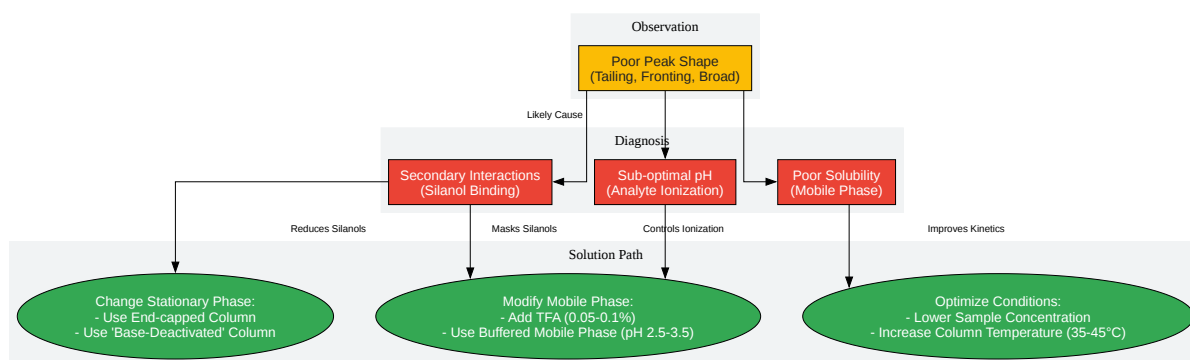 Observation
Poor Peak Shape
(Tailing, Fronting, Broad)
Likely Cause
Diagnosis
Secondary Interactions
(Silanol Binding)
Sub-optimal pH
(Analyte Ionization)
Poor Solubility
(Mobile Phase)
Reduces Silanols
Masks Silanols
Controls Ionization
Improves Kinetics
Solution Path
Change Stationary Phase:
- Use End-capped Column
- Use 'Base-Deactivated' Column
Modify Mobile Phase:
- Add TFA (0.05-0.1%)
- Use Buffered Mobile Phase (pH 2.5-3.5)
Optimize Conditions:
- Lower Sample Concentration
- Increase Column Temperature (35-45°C)